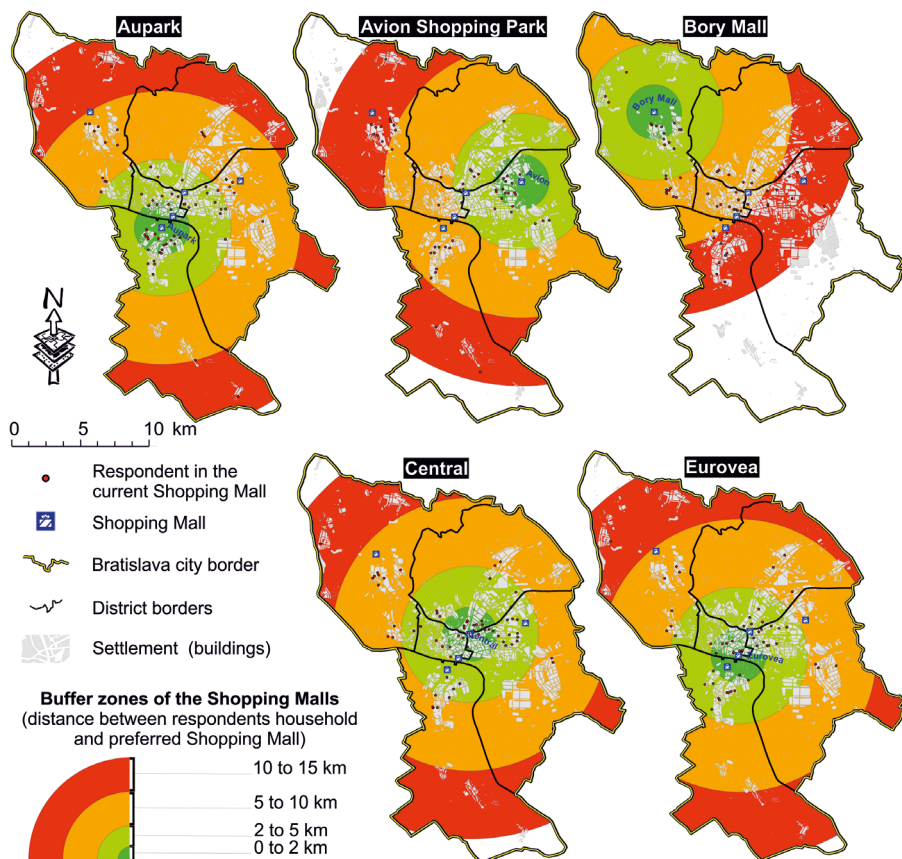 Aupark
Avion Shopping Park
Bory Mall
Bory Mall
Avion
Aupark
N
0 5 10 km
Central
Eurovea
Respondent in the
current Shopping Mall
Shopping Mall
Bratislava city border
District borders
Settlement (buildings)
Central
Eurovea
Buffer zones of the Shopping Malls
(distance between respondents household
and preferred Shopping Mall)
10 to 15 km
5 to 10 km
2 to 5 km
0 to 2 km